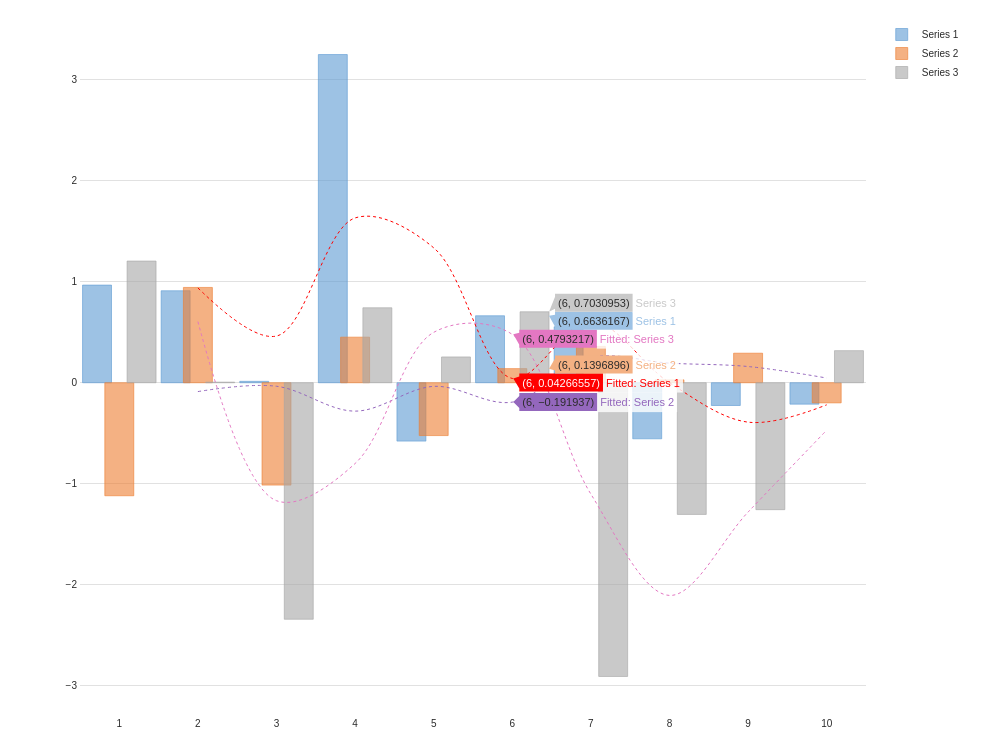 Series 1
Series 2
Series 3
3
2
1
0
−1
−2
−3
(6, 0.7030953) Series 3
(6, 0.6636167) Series 1
(6, 0.4793217) Fitted: Series 3
(6, 0.1396896) Series 2
(6, 0.04266557) Fitted: Series 1
(6, −0.191937) Fitted: Series 2
1 2 3 4 5 6 7 8 9 10